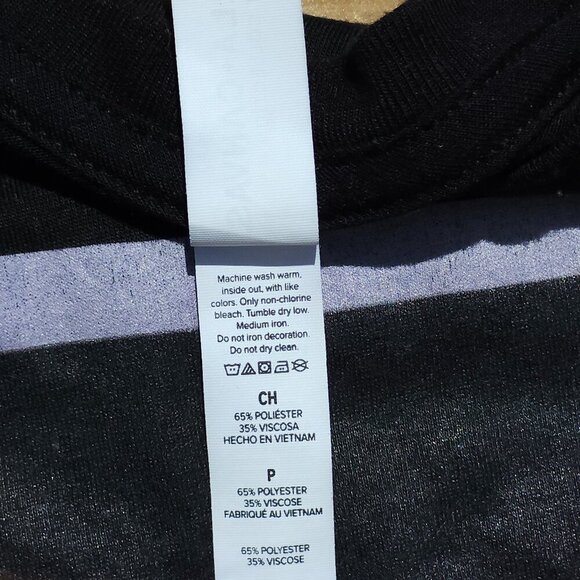 Machine wash warm,
inside out, with like
colors. Only non-chlorine
bleach. Tumble dry low.
Medium iron.
Do not iron decoration.
Do not dry clean.
CH
65% POLIÉSTER
35% VISCOSA
HECHO EN VIETNAM
P
65% POLYESTER
35% VISCOSE
FABRIQUÉ AU VIETNAM
65% POLYESTER
35% VISCOSE